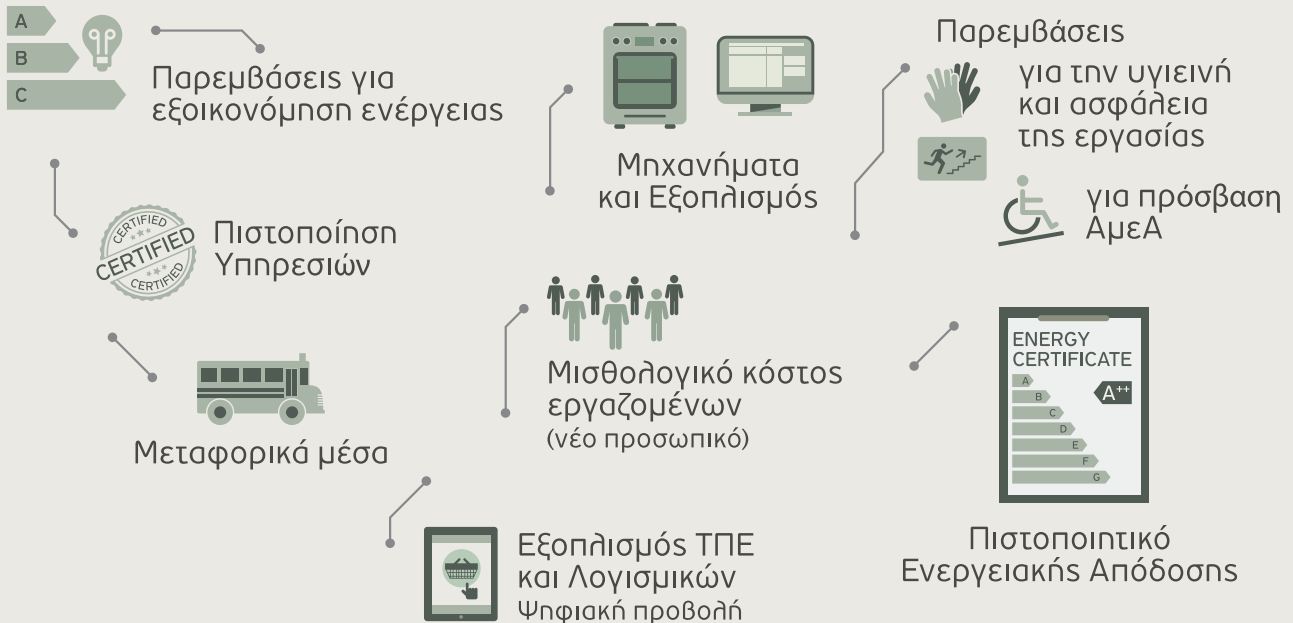 A
B
C
Παρεμβάσεις για
εξοικονόμηση ενέργειας
Μηχανήματα
και Εξοπλισμός
Παρεμβάσεις
για την υγιεινή
και ασφάλεια
της εργασίας
για πρόσβαση
ΑμεΑ
CERTIFIED
CERTIFIED
CERTIFIED
Πιστοποίηση
Υπηρεσιών
Μεταφορικά μέσα
Μισθολογικό κόστος
εργαζομένων
(νέο προσωπικό)
ENERGY
CERTIFICATE
A
A++
B
C
D
E
F
G
Πιστοποιητικό
Ενεργειακής Απόδοσης
Εξοπλισμός ΤΠΕ
και Λογισμικών
Ψηφιακή προβολή